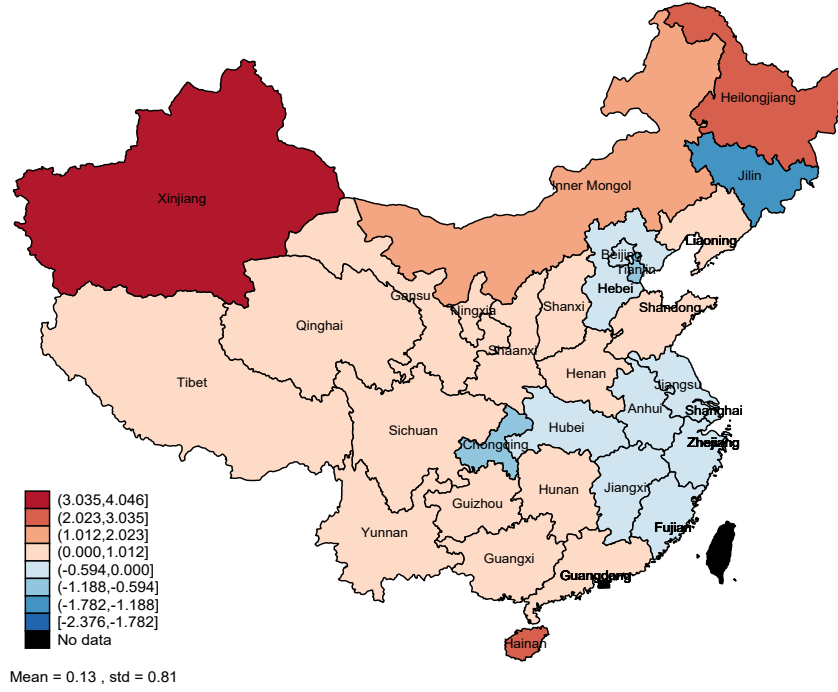 Heilongjiang
Jilin
Xinjiang
Inner Mongol
Liaoning
Beijing
Tianjin
Hebei
Gansu
Ningxia
Shanxi
Shandong
Qinghai
Shaanxi
Henan
Tibet
Jiangsu
Anhui
Shanghai
Sichuan
Hubei
Chongqing
Zhejiang
Jiangxi
Hunan
Guizhou
Fujian
Yunnan
Guangxi
Guangdong
Hainan
(3.035,4.046]
(2.023,3.035]
(1.012,2.023]
(0.000,1.012]
(-0.594,0.000]
(-1.188,-0.594]
(-1.782,-1.188]
[-2.376,-1.782]
No data
Mean = 0.13 , std = 0.81